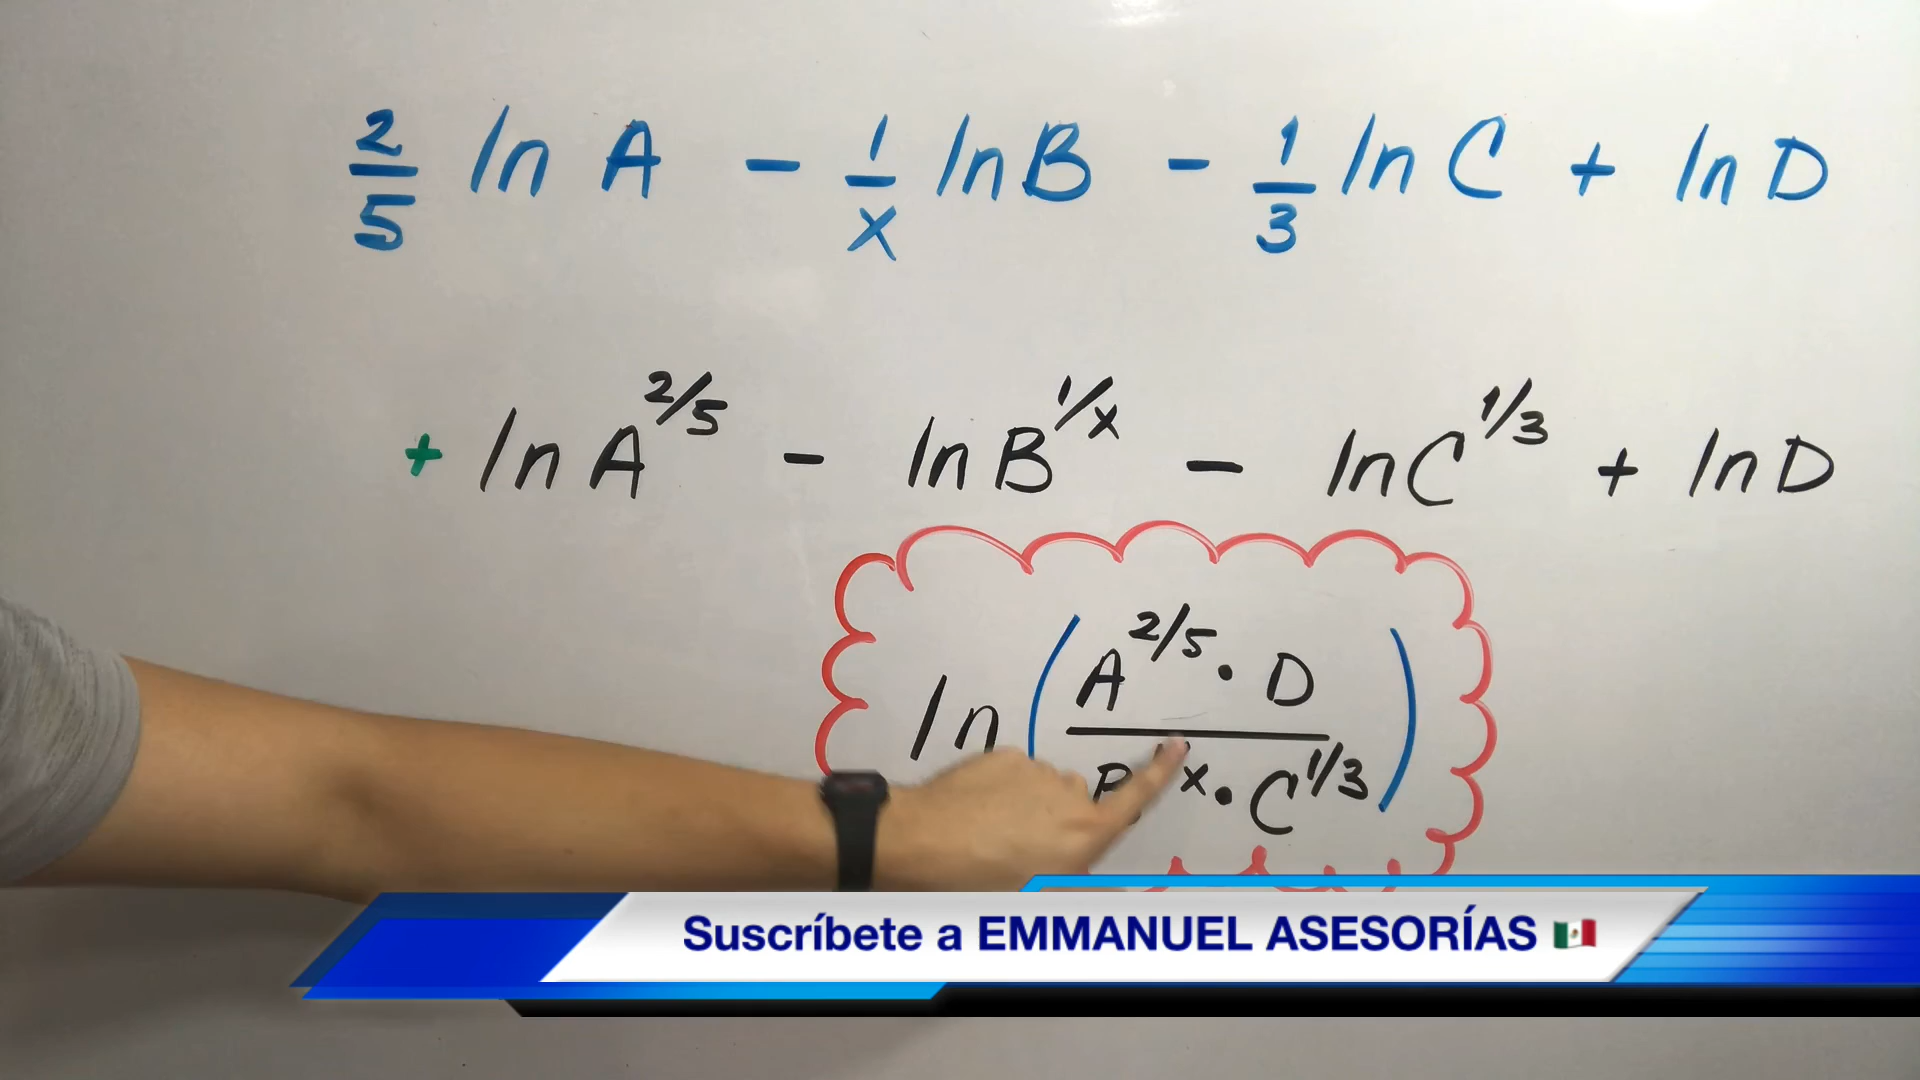 2/5 ln A - 1/x ln B - 1/3 ln C + ln D
+ ln A^2/5 - ln B^1/x - ln C^1/3 + ln D
ln ( A^2/5 · D
x · C^1/3 )
Suscríbete a EMMANUEL ASESORÍAS 🇲🇽